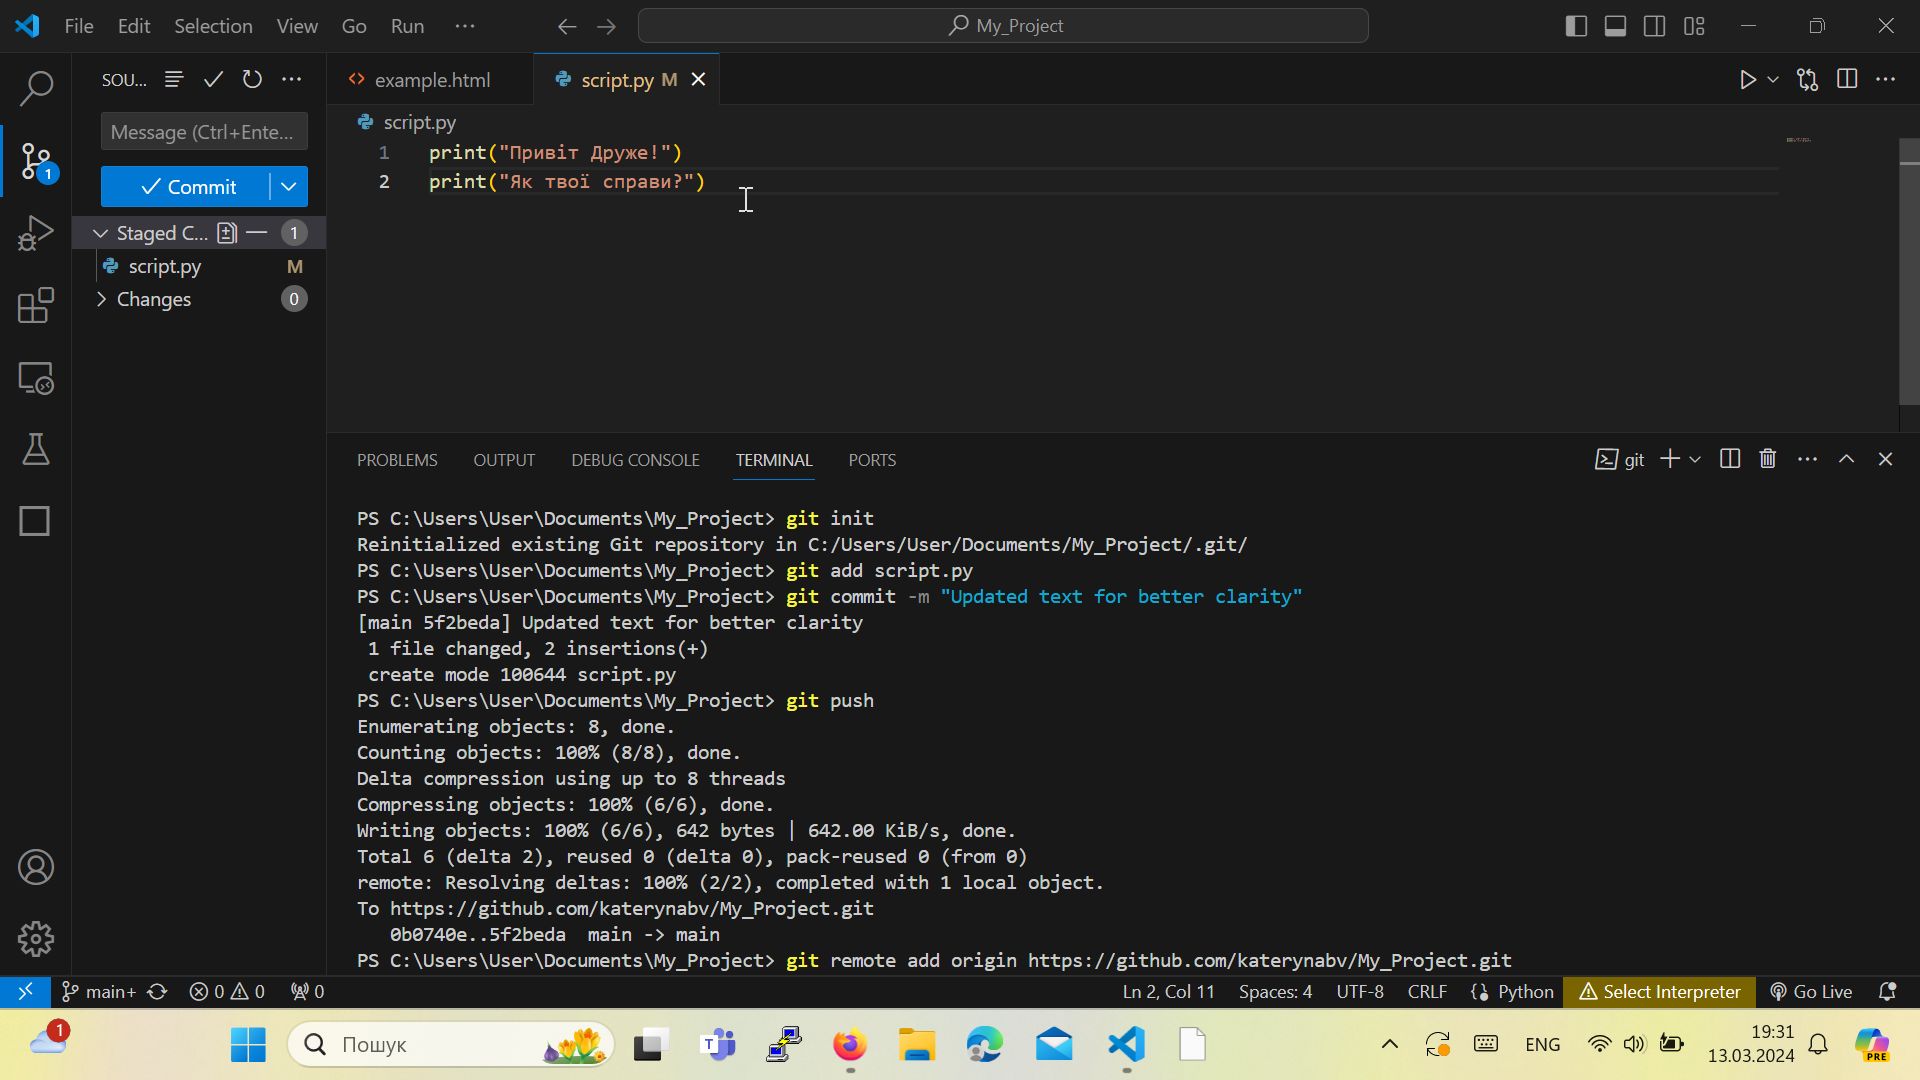 File Edit Selection View Go Run ···
My_Project
SOU...
example.html
script.py M
script.py
Message (Ctrl+Ente...
Commit
Staged C... 1
script.py M
Changes 0
1
1 print("Привіт Друже!")
2 print("Як твої справи?")
PROBLEMS OUTPUT DEBUG CONSOLE TERMINAL PORTS
git
PS C:\Users\User\Documents\My_Project> git init
Reinitialized existing Git repository in C:/Users/User/Documents/My_Project/.git/
PS C:\Users\User\Documents\My_Project> git add script.py
PS C:\Users\User\Documents\My_Project> git commit -m "Updated text for better clarity"
[main 5f2beda] Updated text for better clarity
1 file changed, 2 insertions(+)
create mode 100644 script.py
PS C:\Users\User\Documents\My_Project> git push
Enumerating objects: 8, done.
Counting objects: 100% (8/8), done.
Delta compression using up to 8 threads
Compressing objects: 100% (6/6), done.
Writing objects: 100% (6/6), 642 bytes | 642.00 KiB/s, done.
Total 6 (delta 2), reused 0 (delta 0), pack-reused 0 (from 0)
remote: Resolving deltas: 100% (2/2), completed with 1 local object.
To https://github.com/katerynabv/My_Project.git
0b0740e..5f2beda main -> main
PS C:\Users\User\Documents\My_Project> git remote add origin https://github.com/katerynabv/My_Project.git
main+ 0 0 0
Ln 2, Col 11 Spaces: 4 UTF-8 CRLF Python Select Interpreter Go Live
1
Пошук
T
ENG
19:31
13.03.2024
PRE